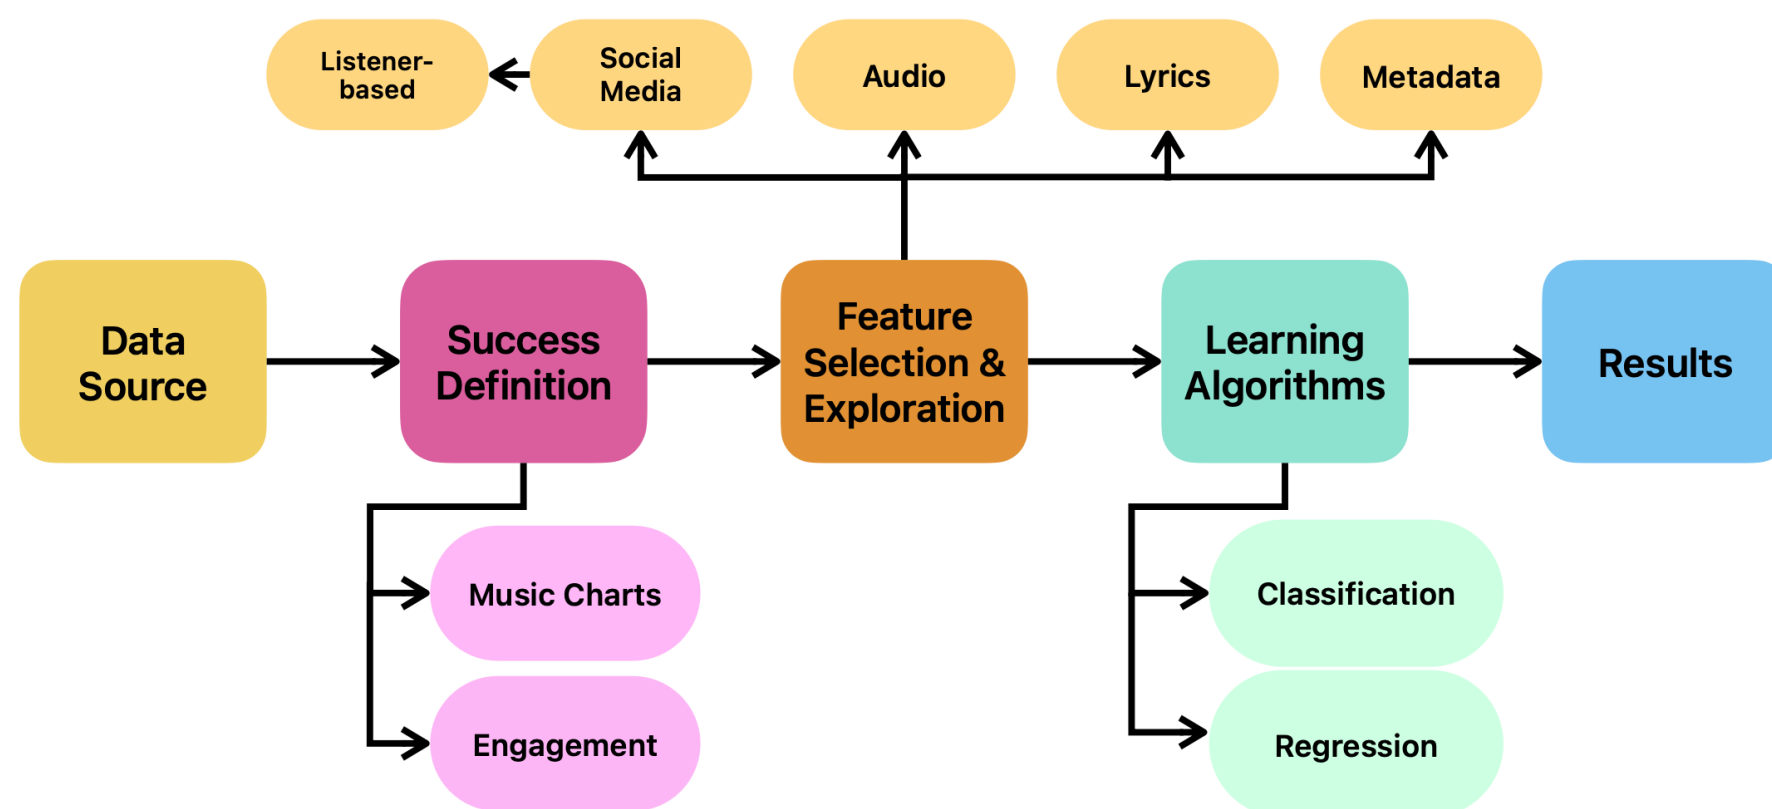 Listener-
based
Social
Media
Audio
Lyrics
Metadata
Data
Source
Success
Definition
Feature
Selection &
Exploration
Learning
Algorithms
Results
Music Charts
Engagement
Classification
Regression